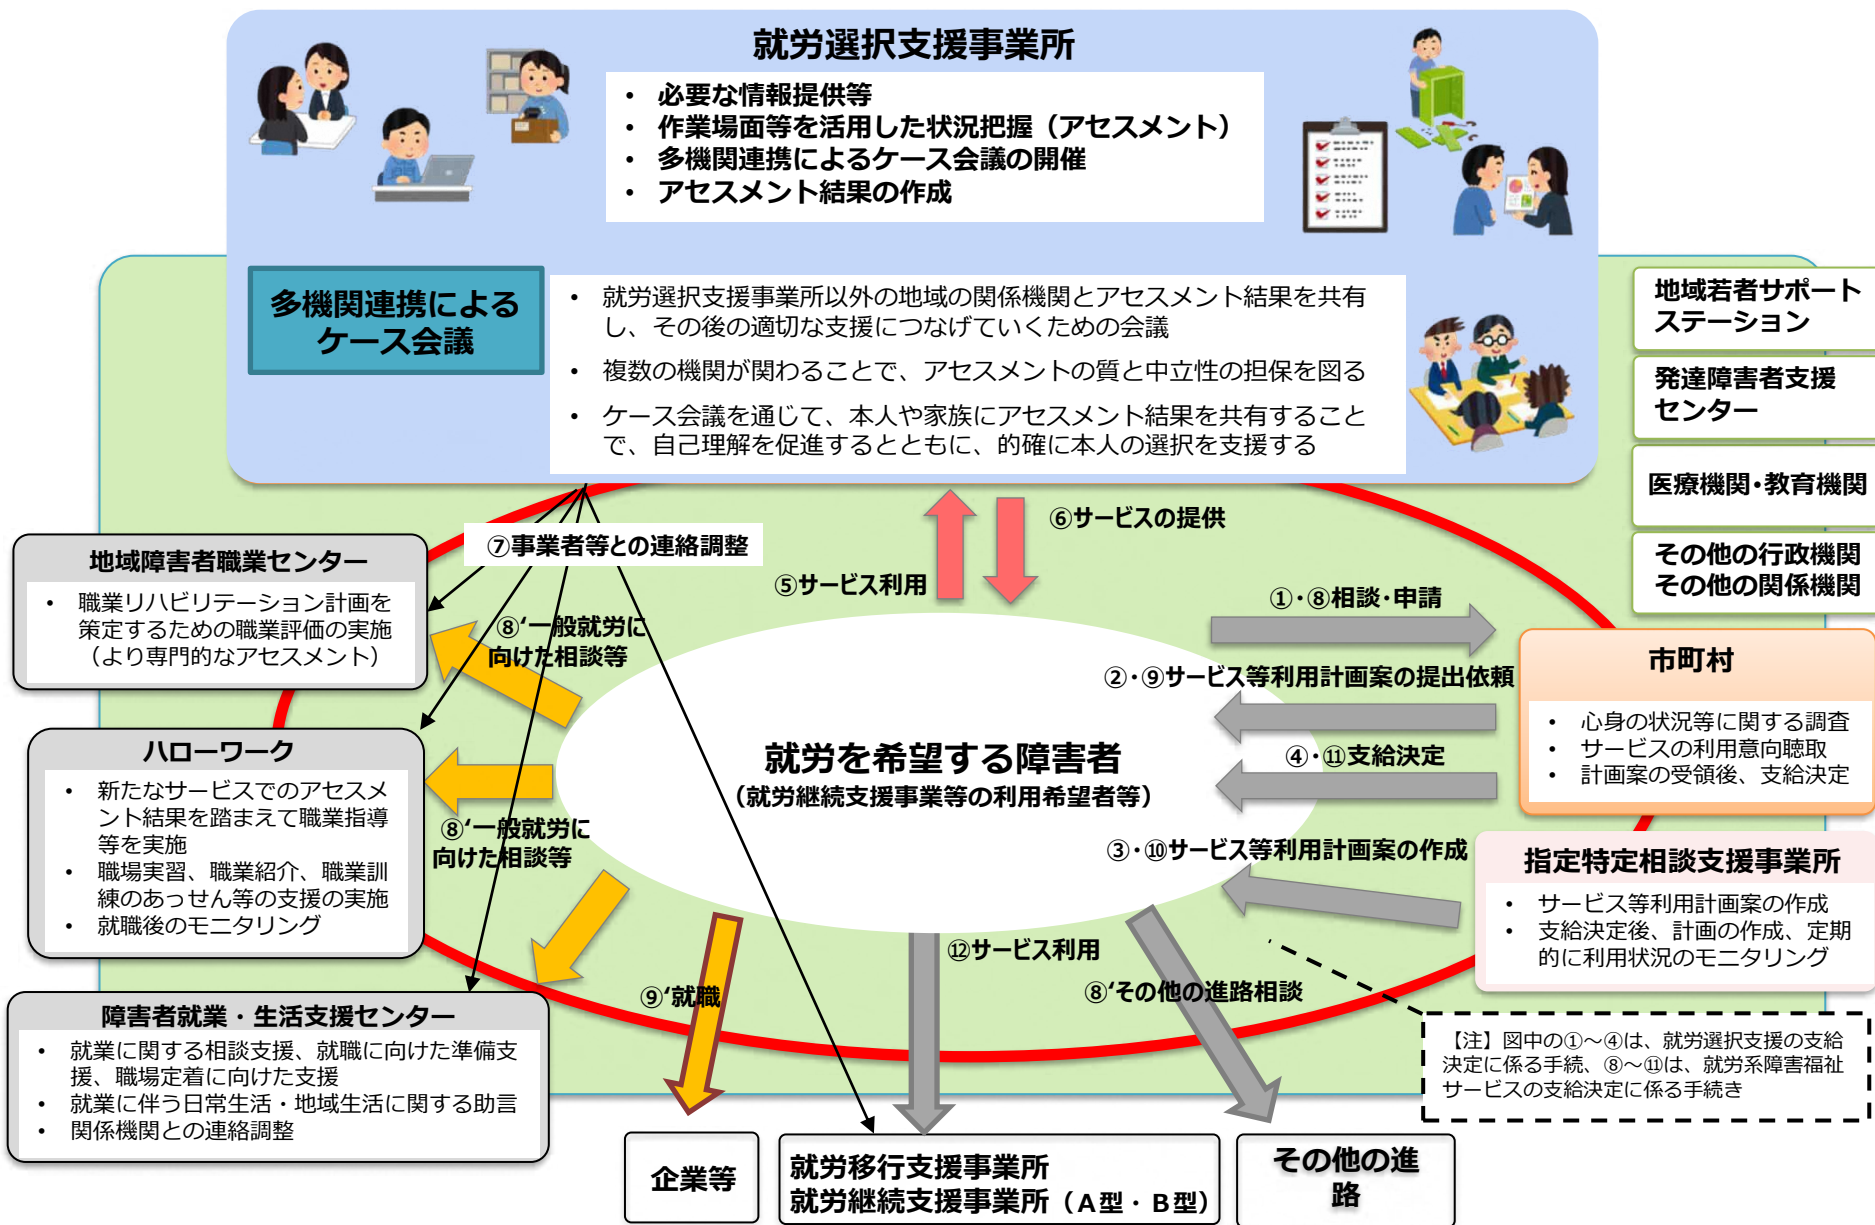 就労選択支援事業所
• 必要な情報提供等
• 作業場面等を活用した状況把握（アセスメント）
• 多機関連携によるケース会議の開催
• アセスメント結果の作成
多機関連携による
ケース会議
• 就労選択支援事業所以外の地域の関係機関とアセスメント結果を共有
し、その後の適切な支援につなげていくための会議
• 複数の機関が関わることで、アセスメントの質と中立性の担保を図る
• ケース会議を通じて、本人や家族にアセスメント結果を共有すること
で、自己理解を促進するとともに、的確に本人の選択を支援する
地域若者サポート
ステーション
発達障害者支援
センター
医療機関・教育機関
その他の行政機関
その他の関係機関
⑥サービスの提供
⑦事業者等との連絡調整
⑤サービス利用
①・⑧相談・申請
地域障害者職業センター
• 職業リハビリテーション計画を
策定するための職業評価の実施
（より専門的なアセスメント）
⑧‘一般就労に
向けた相談等
②・⑨サービス等利用計画案の提出依頼
市町村
• 心身の状況等に関する調査
• サービスの利用意向聴取
• 計画案の受領後、支給決定
ハローワーク
• 新たなサービスでのアセスメ
ント結果を踏まえて職業指導
等を実施
• 職場実習、職業紹介、職業訓
練のあっせん等の支援の実施
• 就職後のモニタリング
就労を希望する障害者
（就労継続支援事業等の利用希望者等）
④・⑪支給決定
⑧‘一般就労に
向けた相談等
③・⑩サービス等利用計画案の作成
指定特定相談支援事業所
• サービス等利用計画案の作成
• 支給決定後、計画の作成、定期
的に利用状況のモニタリング
⑫サービス利用
⑨‘就職
⑧‘その他の進路相談
障害者就業・生活支援センター
• 就業に関する相談支援、就職に向けた準備支
援、職場定着に向けた支援
• 就業に伴う日常生活・地域生活に関する助言
• 関係機関との連絡調整
【注】図中の①～④は、就労選択支援の支給
決定に係る手続、⑧～⑪は、就労系障害福祉
サービスの支給決定に係る手続き
企業等
就労移行支援事業所
就労継続支援事業所（A型・B型）
その他の進
路